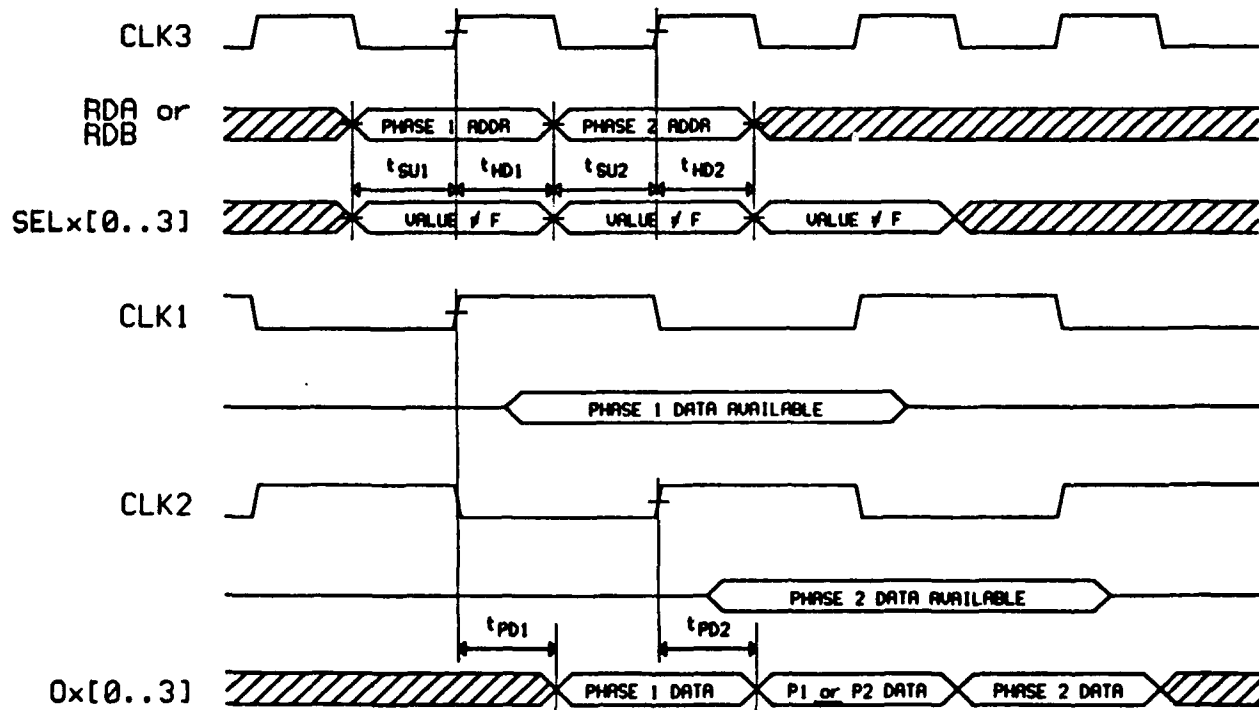 CLK3
RDA or
RDB
PHASE 1 ADDR
PHASE 2 ADDR
tSU1
tHD1
tSU2
tHD2
SELx[0..3]
VALUE ≠ F
VALUE ≠ F
VALUE ≠ F
CLK1
PHASE 1 DATA AVAILABLE
CLK2
PHASE 2 DATA AVAILABLE
tPD1
tPD2
Ox[0..3]
PHASE 1 DATA
P1 or P2 DATA
PHASE 2 DATA